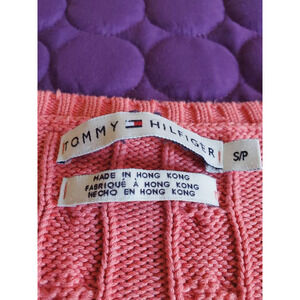 TOMMY HILFIGER
S/P
MADE IN HONG KONG
FABRIQUÉ À HONG KONG
HECHO EN HONG KONG